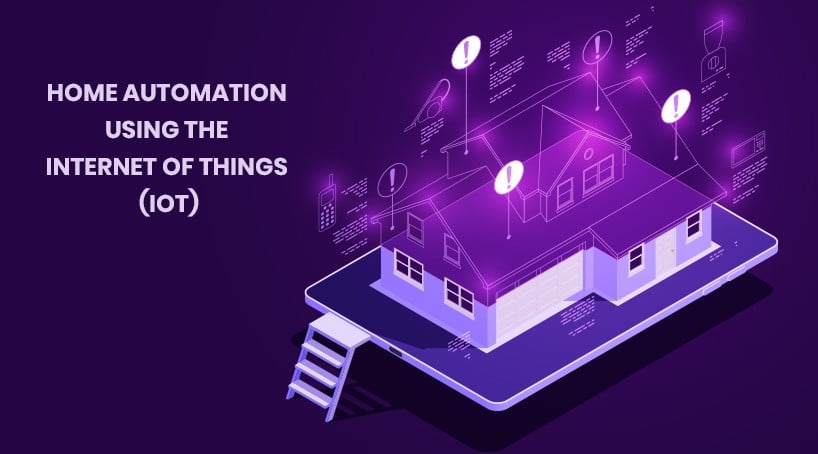 HOME AUTOMATION
USING THE
INTERNET OF THINGS
(IOT)